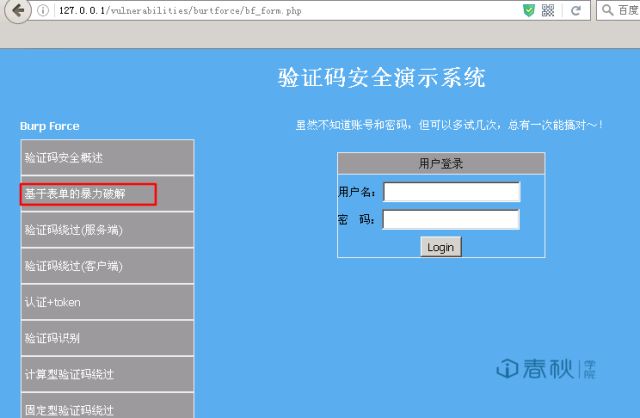 127.0.0.1/vulnerabilities/burtforce/bf_form.php
百度
验证码安全演示系统
Burp Force
虽然不知道账号和密码，但可以多试几次，总有一次能搞对～!
验证码安全概述
基于表单的暴力破解
验证码绕过(服务端)
验证码绕过(客户端)
认证+token
验证码识别
计算型验证码绕过
固定型验证码绕过
用户登录
用户名:
密 码:
Login
春秋 学院